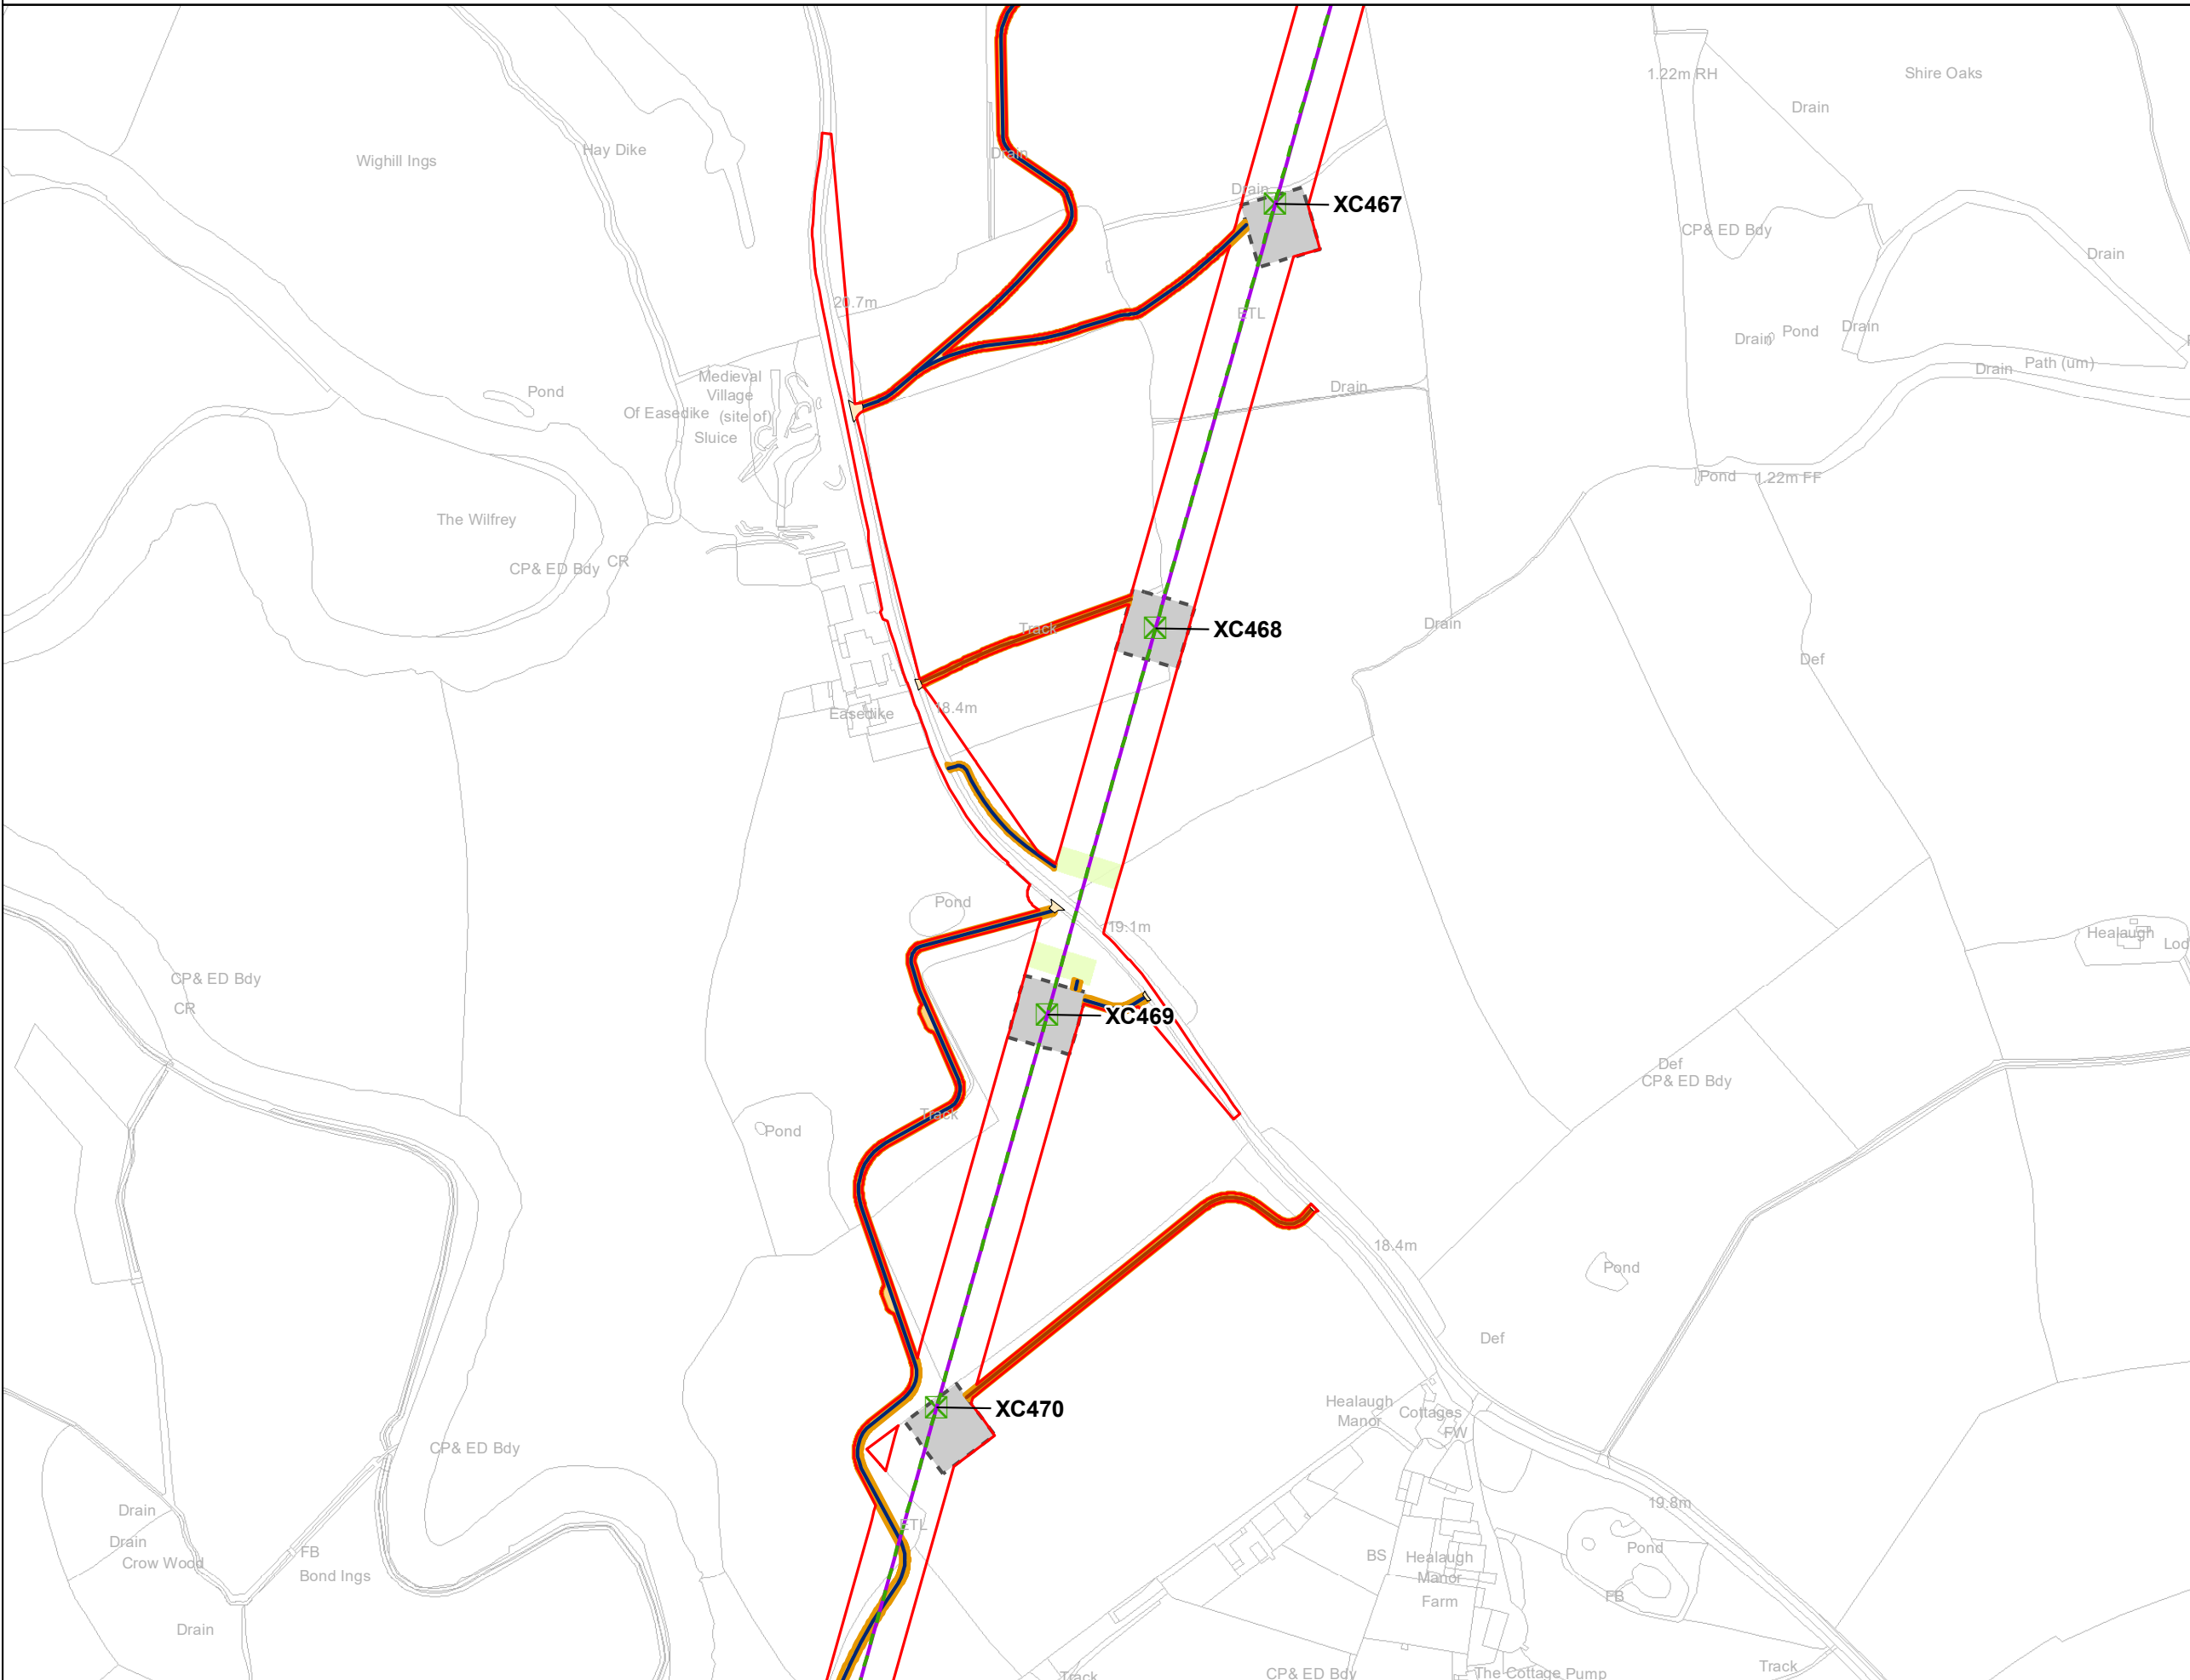 1.22m RH
Shire Oaks
Drain
Hay Dike
Wighill Ings
Drain
Drain
XC467
CP& ED Bdy
Drain
20.7m
ETL
Drain
Pond
Drain
Path (um)
Drain
Medieval
Village
Of Easedike
(site of)
Sluice
Pond
Drain
Pond
1.22m FF
The Wilfrey
CP& ED Bdy
CR
Track
XC468
Drain
Def
18.4m
Easedike
Pond
19.1m
Healaugh
Lod
CP& ED Bdy
CR
XC469
Def
CP& ED Bdy
Track
Pond
18.4m
Pond
Def
Healaugh
Manor
Cottages
FW
XC470
CP& ED Bdy
19.8m
Drain
Drain
Crow Wood
FB
Bond Ings
ETL
BS
Healaugh
Manor
Farm
Pond
FB
Drain
Track
CP& ED Bdy
The Cottage Pump
Track